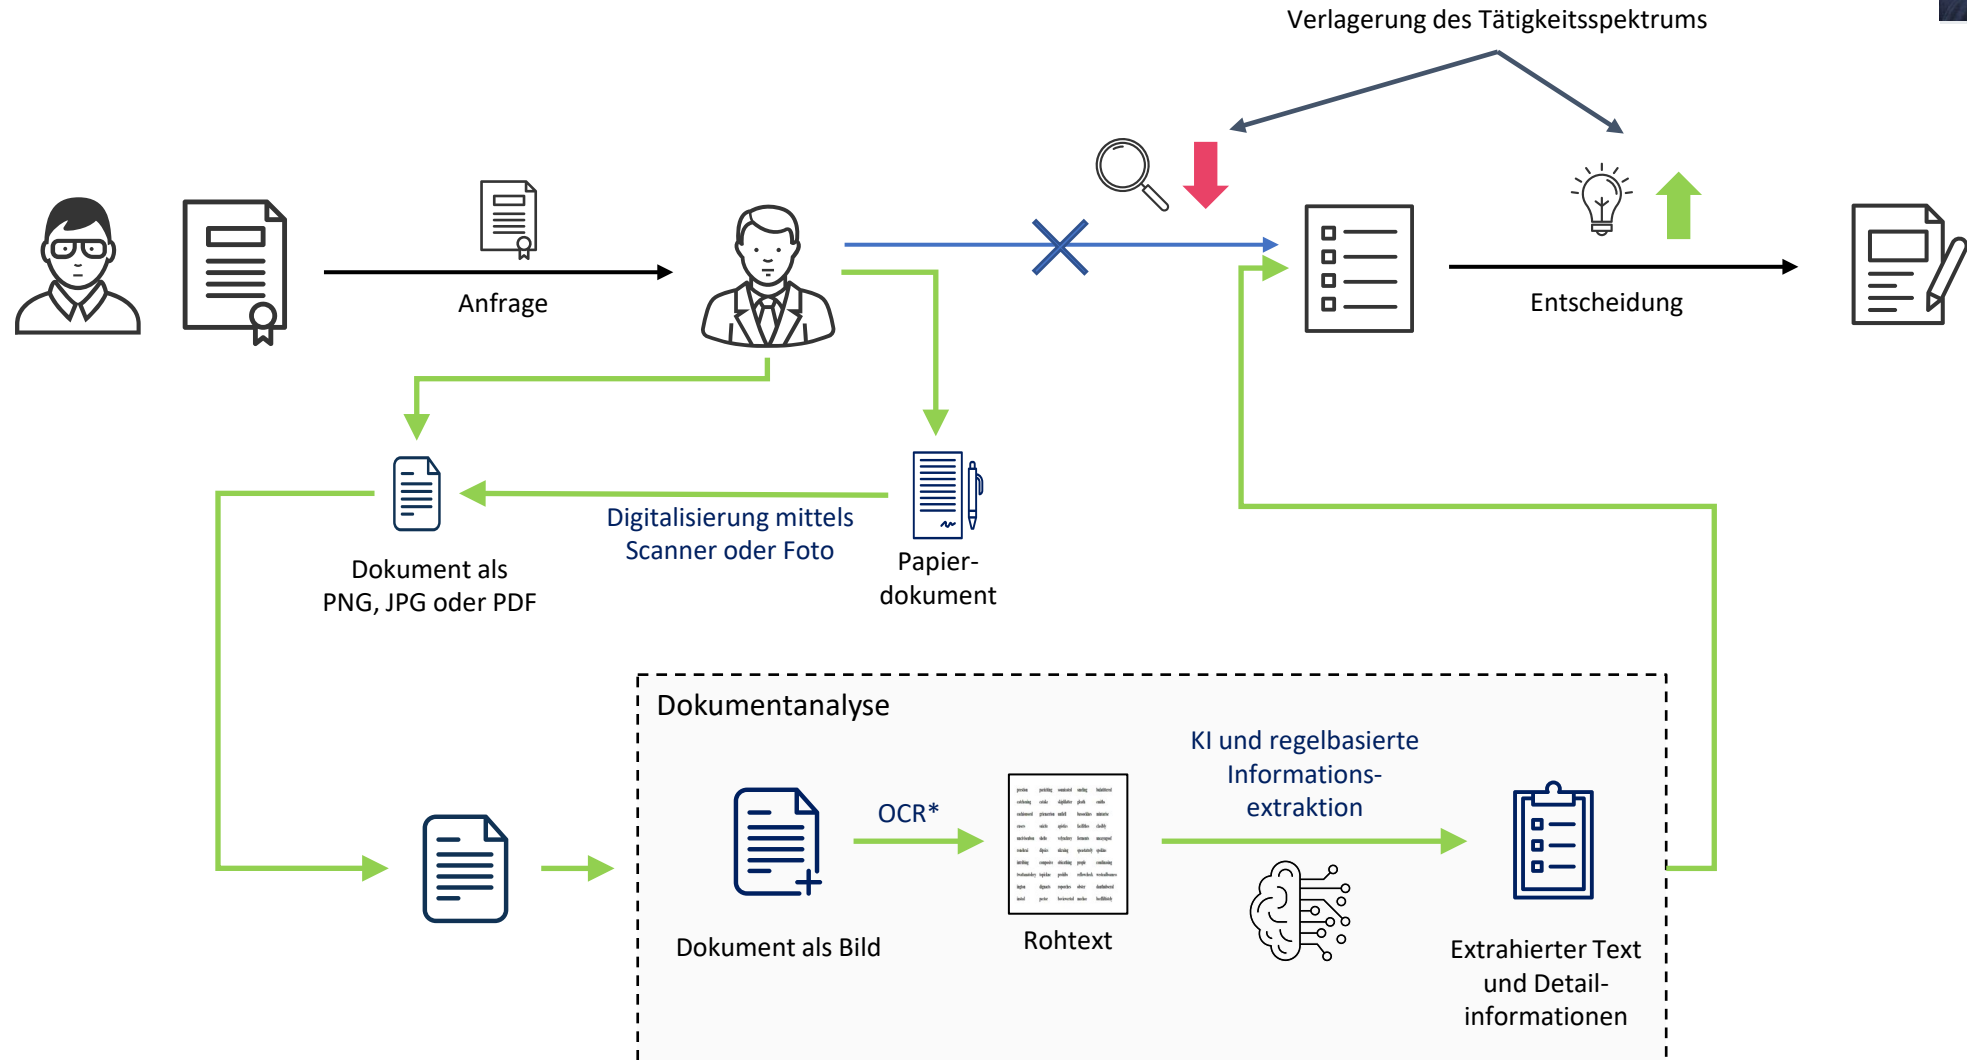 Verlagerung des Tätigkeitsspektrums
Anfrage
Entscheidung
Digitalisierung mittels
Scanner oder Foto
Dokument als
PNG, JPG oder PDF
Papier-
dokument
Dokumentanalyse
KI und regelbasierte
Informations-
extraktion
OCR*
Dokument als Bild
Rohtext
Extrahierter Text
und Detail-
informationen